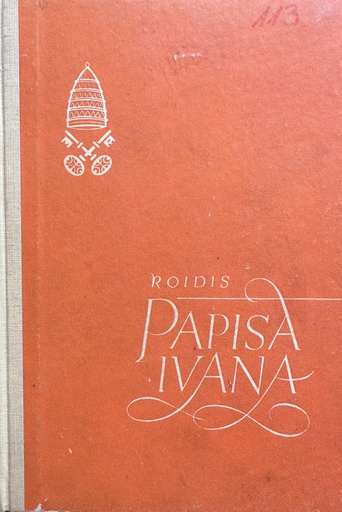 113
ROIDIS
PAPISA
IVANA